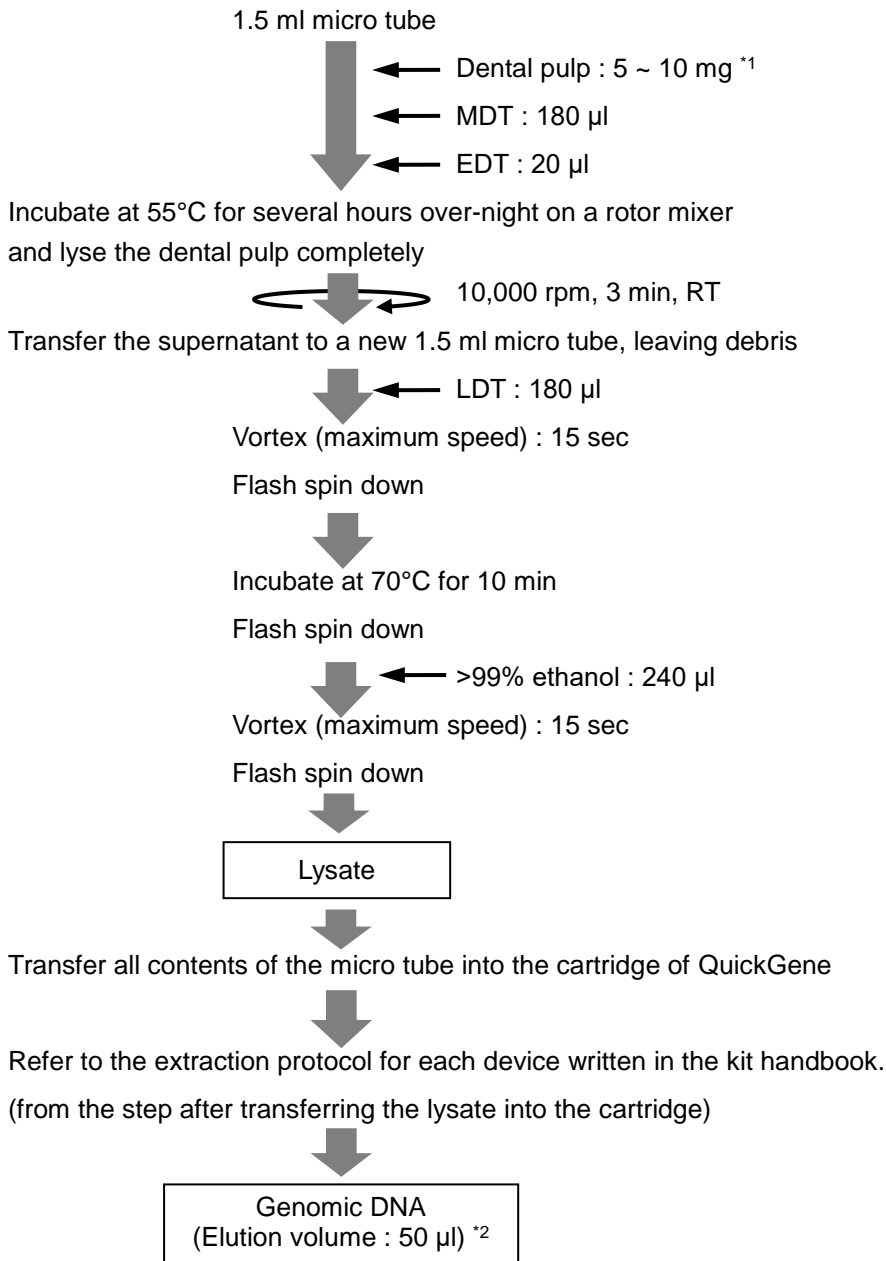 1.5 ml micro tube
Dental pulp : 5 ~ 10 mg *1
MDT : 180 µl
EDT : 20 µl
Incubate at 55°C for several hours over-night on a rotor mixer
and lyse the dental pulp completely
10,000 rpm, 3 min, RT
Transfer the supernatant to a new 1.5 ml micro tube, leaving debris
LDT : 180 µl
Vortex (maximum speed) : 15 sec
Flash spin down
Incubate at 70°C for 10 min
Flash spin down
>99% ethanol : 240 µl
Vortex (maximum speed) : 15 sec
Flash spin down
Lysate
Transfer all contents of the micro tube into the cartridge of QuickGene
Refer to the extraction protocol for each device written in the kit handbook.
(from the step after transferring the lysate into the cartridge)
Genomic DNA
(Elution volume : 50 µl) *2